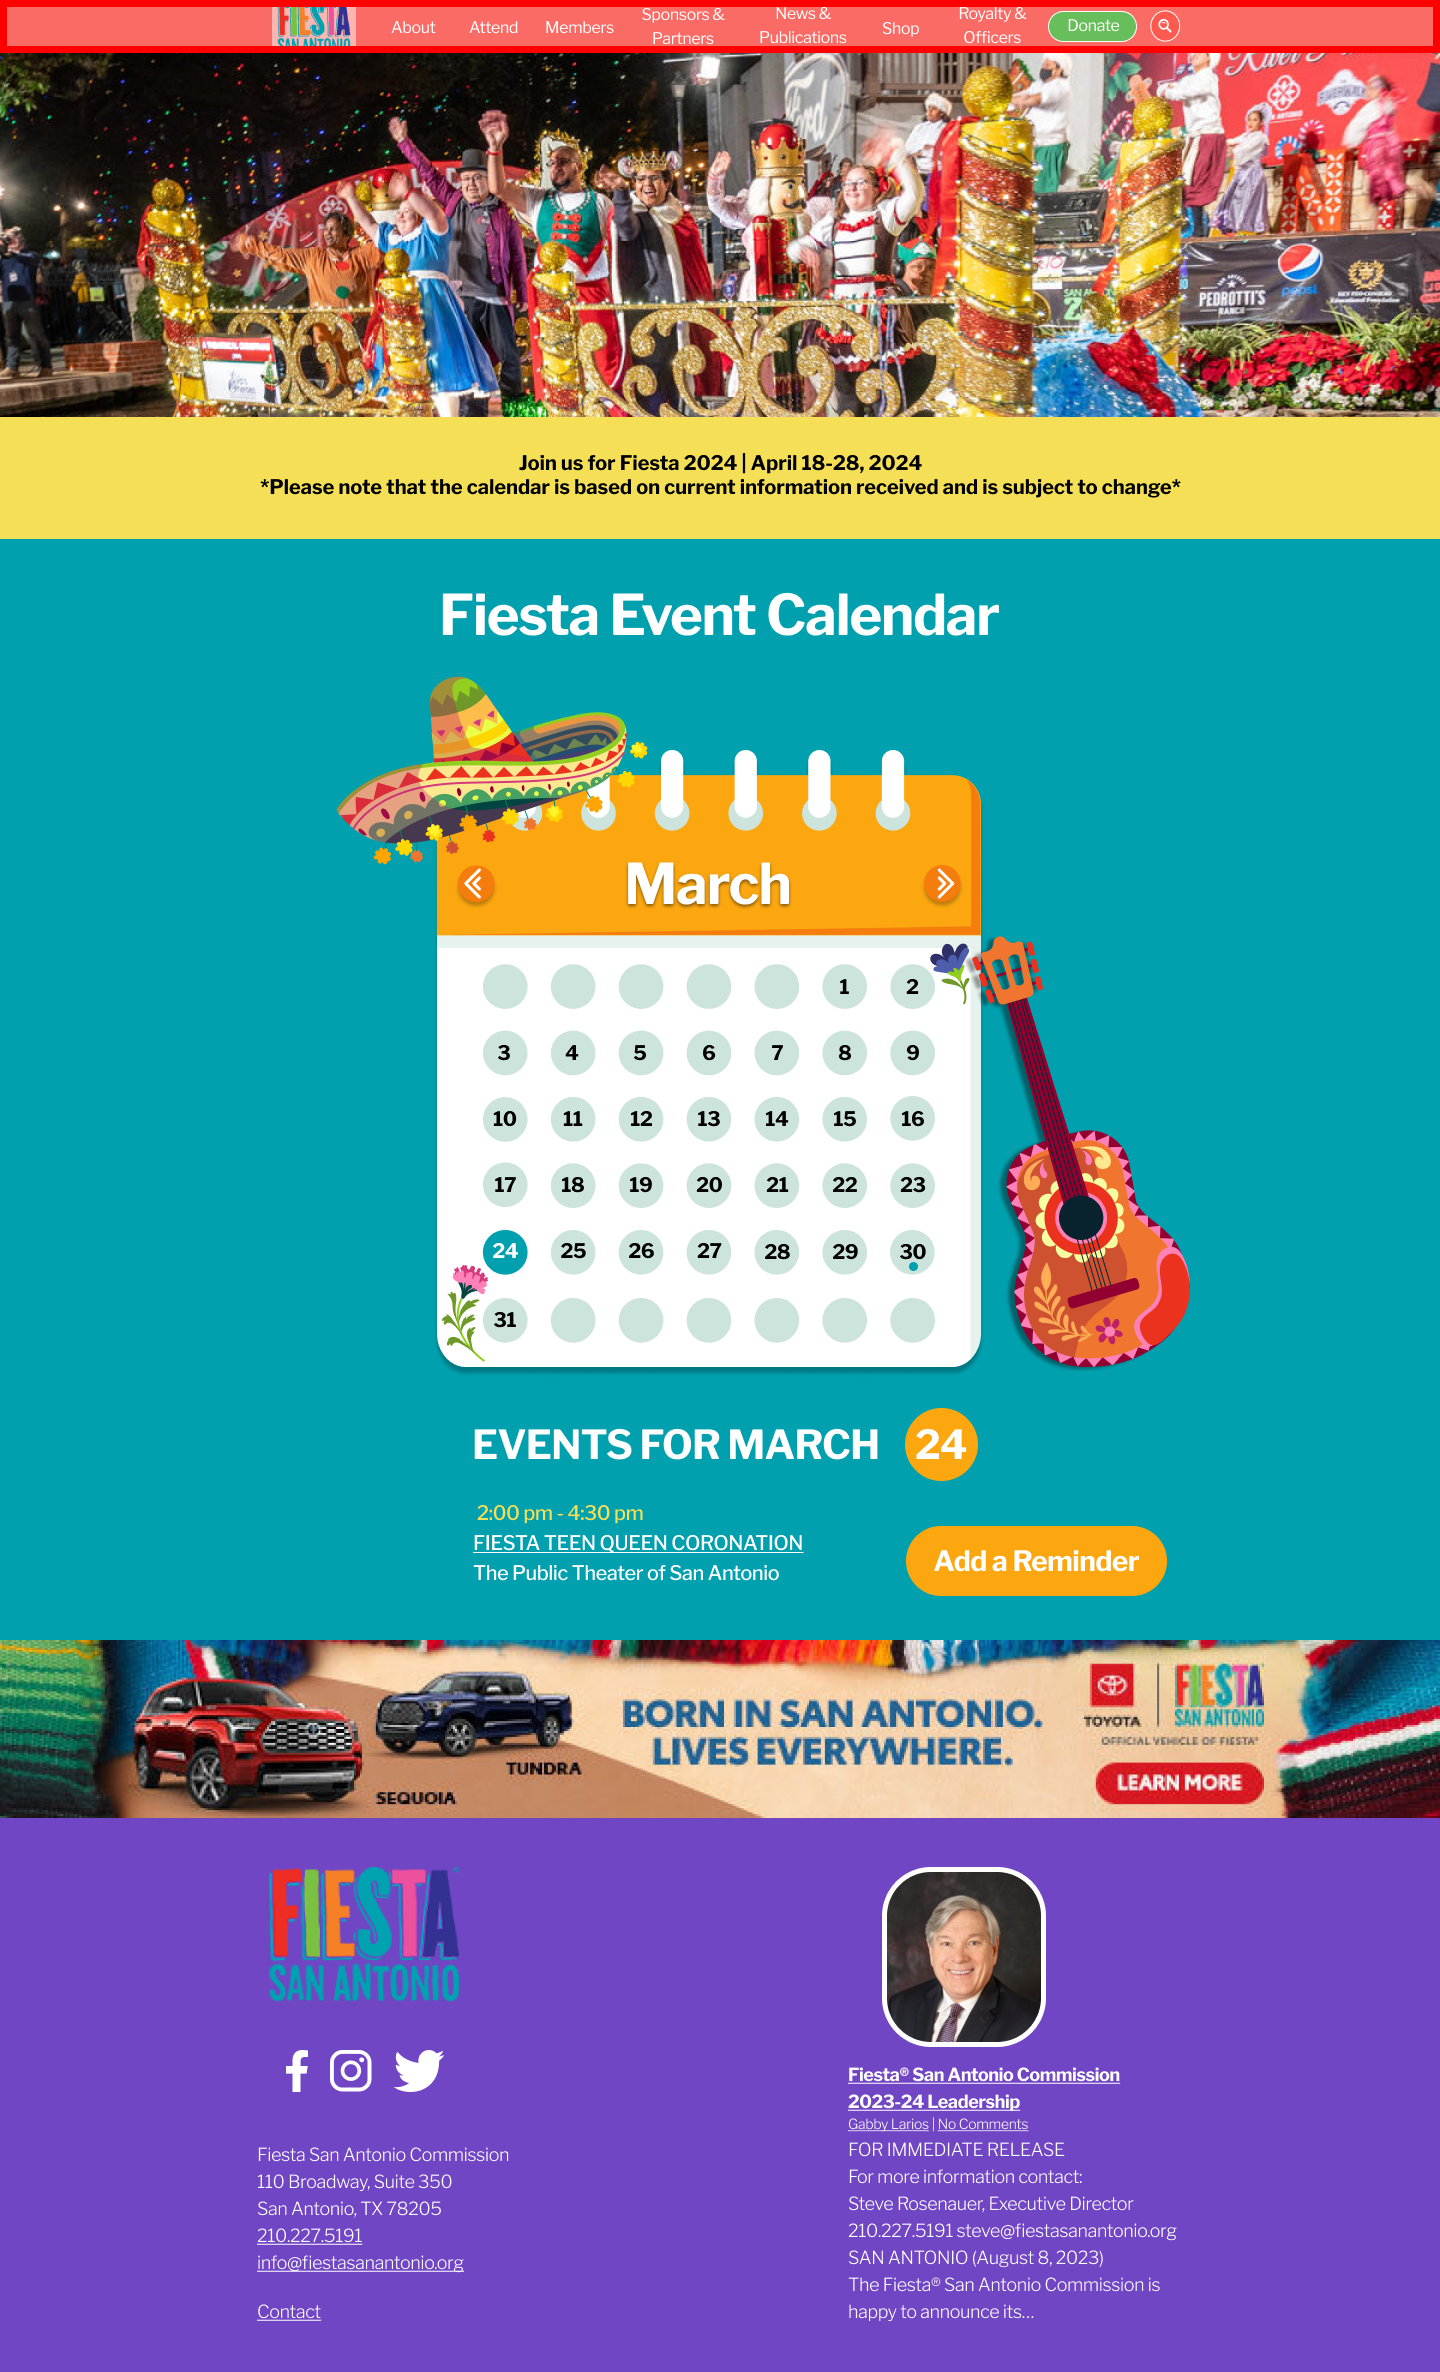 FIESTA
SAN ANTONIO
About
Attend
Members
Sponsors &
Partners
News &
Publications
Shop
Royalty &
Officers
Donate
Ford
PEDROTTI'S
RANCH
pepsi
Join us for Fiesta 2024 | April 18-28, 2024
*Please note that the calendar is based on current information received and is subject to change*
Fiesta Event Calendar
March
1 2
3 4 5 6 7 8 9
10 11 12 13 14 15 16
17 18 19 20 21 22 23
24 25 26 27 28 29 30
31
EVENTS FOR MARCH 24
2:00 pm - 4:30 pm
FIESTA TEEN QUEEN CORONATION
The Public Theater of San Antonio
Add a Reminder
BORN IN SAN ANTONIO.
LIVES EVERYWHERE.
TUNDRA
SEQUOIA
TOYOTA
FIESTA
SAN ANTONIO
OFFICIAL VEHICLE OF FIESTA®
LEARN MORE
FIESTA
SAN ANTONIO
Fiesta San Antonio Commission
110 Broadway, Suite 350
San Antonio, TX 78205
210.227.5191
info@fiestasanantonio.org
Contact
Fiesta® San Antonio Commission
2023-24 Leadership
Gabby Larios | No Comments
FOR IMMEDIATE RELEASE
For more information contact:
Steve Rosenauer, Executive Director
210.227.5191 steve@fiestasanantonio.org
SAN ANTONIO (August 8, 2023)
The Fiesta® San Antonio Commission is
happy to announce its...